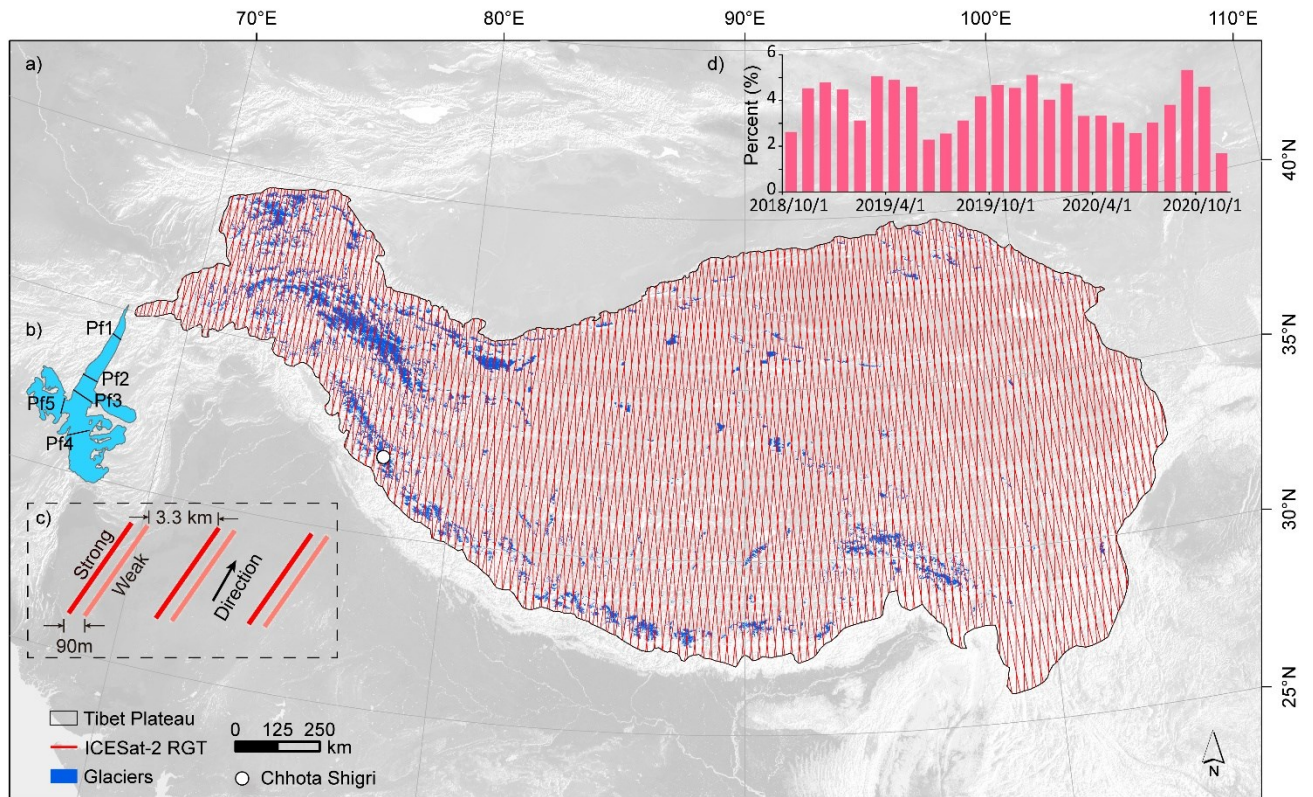 70°E 80°E 90°E 100°E 110°E
a)
d)
6
4
2
0
Percent (%)
2018/10/1 2019/4/1 2019/10/1 2020/4/1 2020/10/1
40°N
35°N
30°N
25°N
b)
Pf1
Pf2
Pf3
Pf5
Pf4
c)
3.3 km
Strong
Weak
Direction
90m
Tibet Plateau
ICESat-2 RGT
Glaciers
0 125 250
km
Chhota Shigri
N